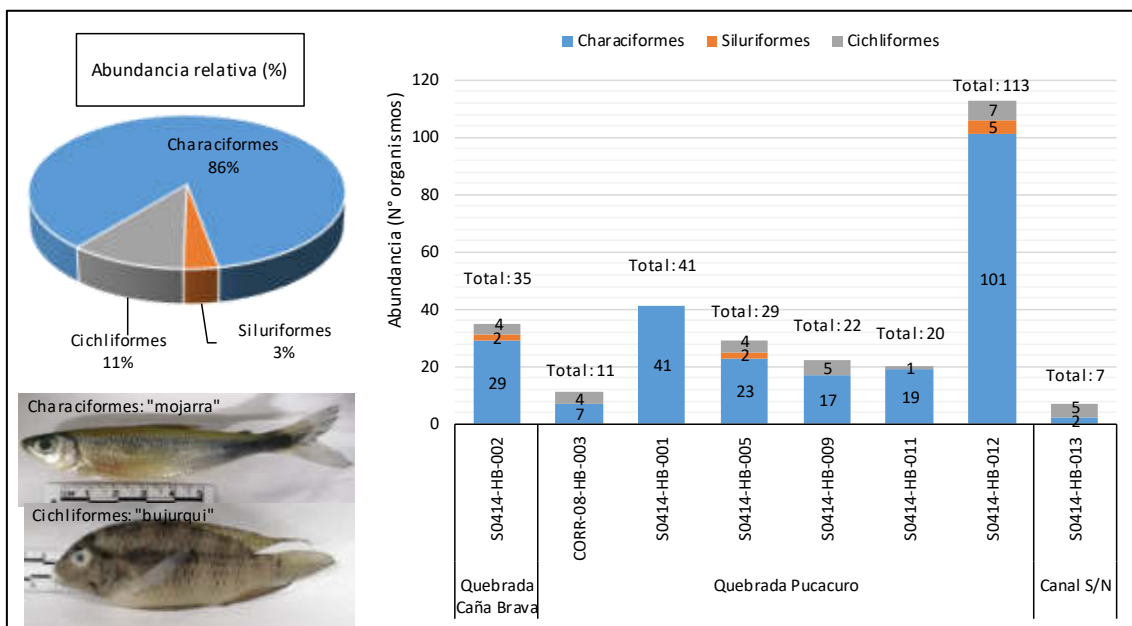 Abundancia relativa (%)
Characiformes
86%
Cichliformes
11%
Siluriformes
3%
Characiformes: "mojarra"
Cichliformes: "bujurqui"
Characiformes
Siluriformes
Cichliformes
Abundancia (N° organismos)
120
100
80
60
40
20
0
Total: 35
4
2
29
Total: 11
4
7
Total: 41
41
Total: 29
4
2
23
Total: 22
5
17
Total: 20
1
19
Total: 113
7
5
101
Total: 7
5
2
S0414-HB-002
CORR-08-HB-003
S0414-HB-001
S0414-HB-005
S0414-HB-009
S0414-HB-011
S0414-HB-012
S0414-HB-013
Quebrada
Caña Brava
Quebrada Pucacuro
Canal S/N